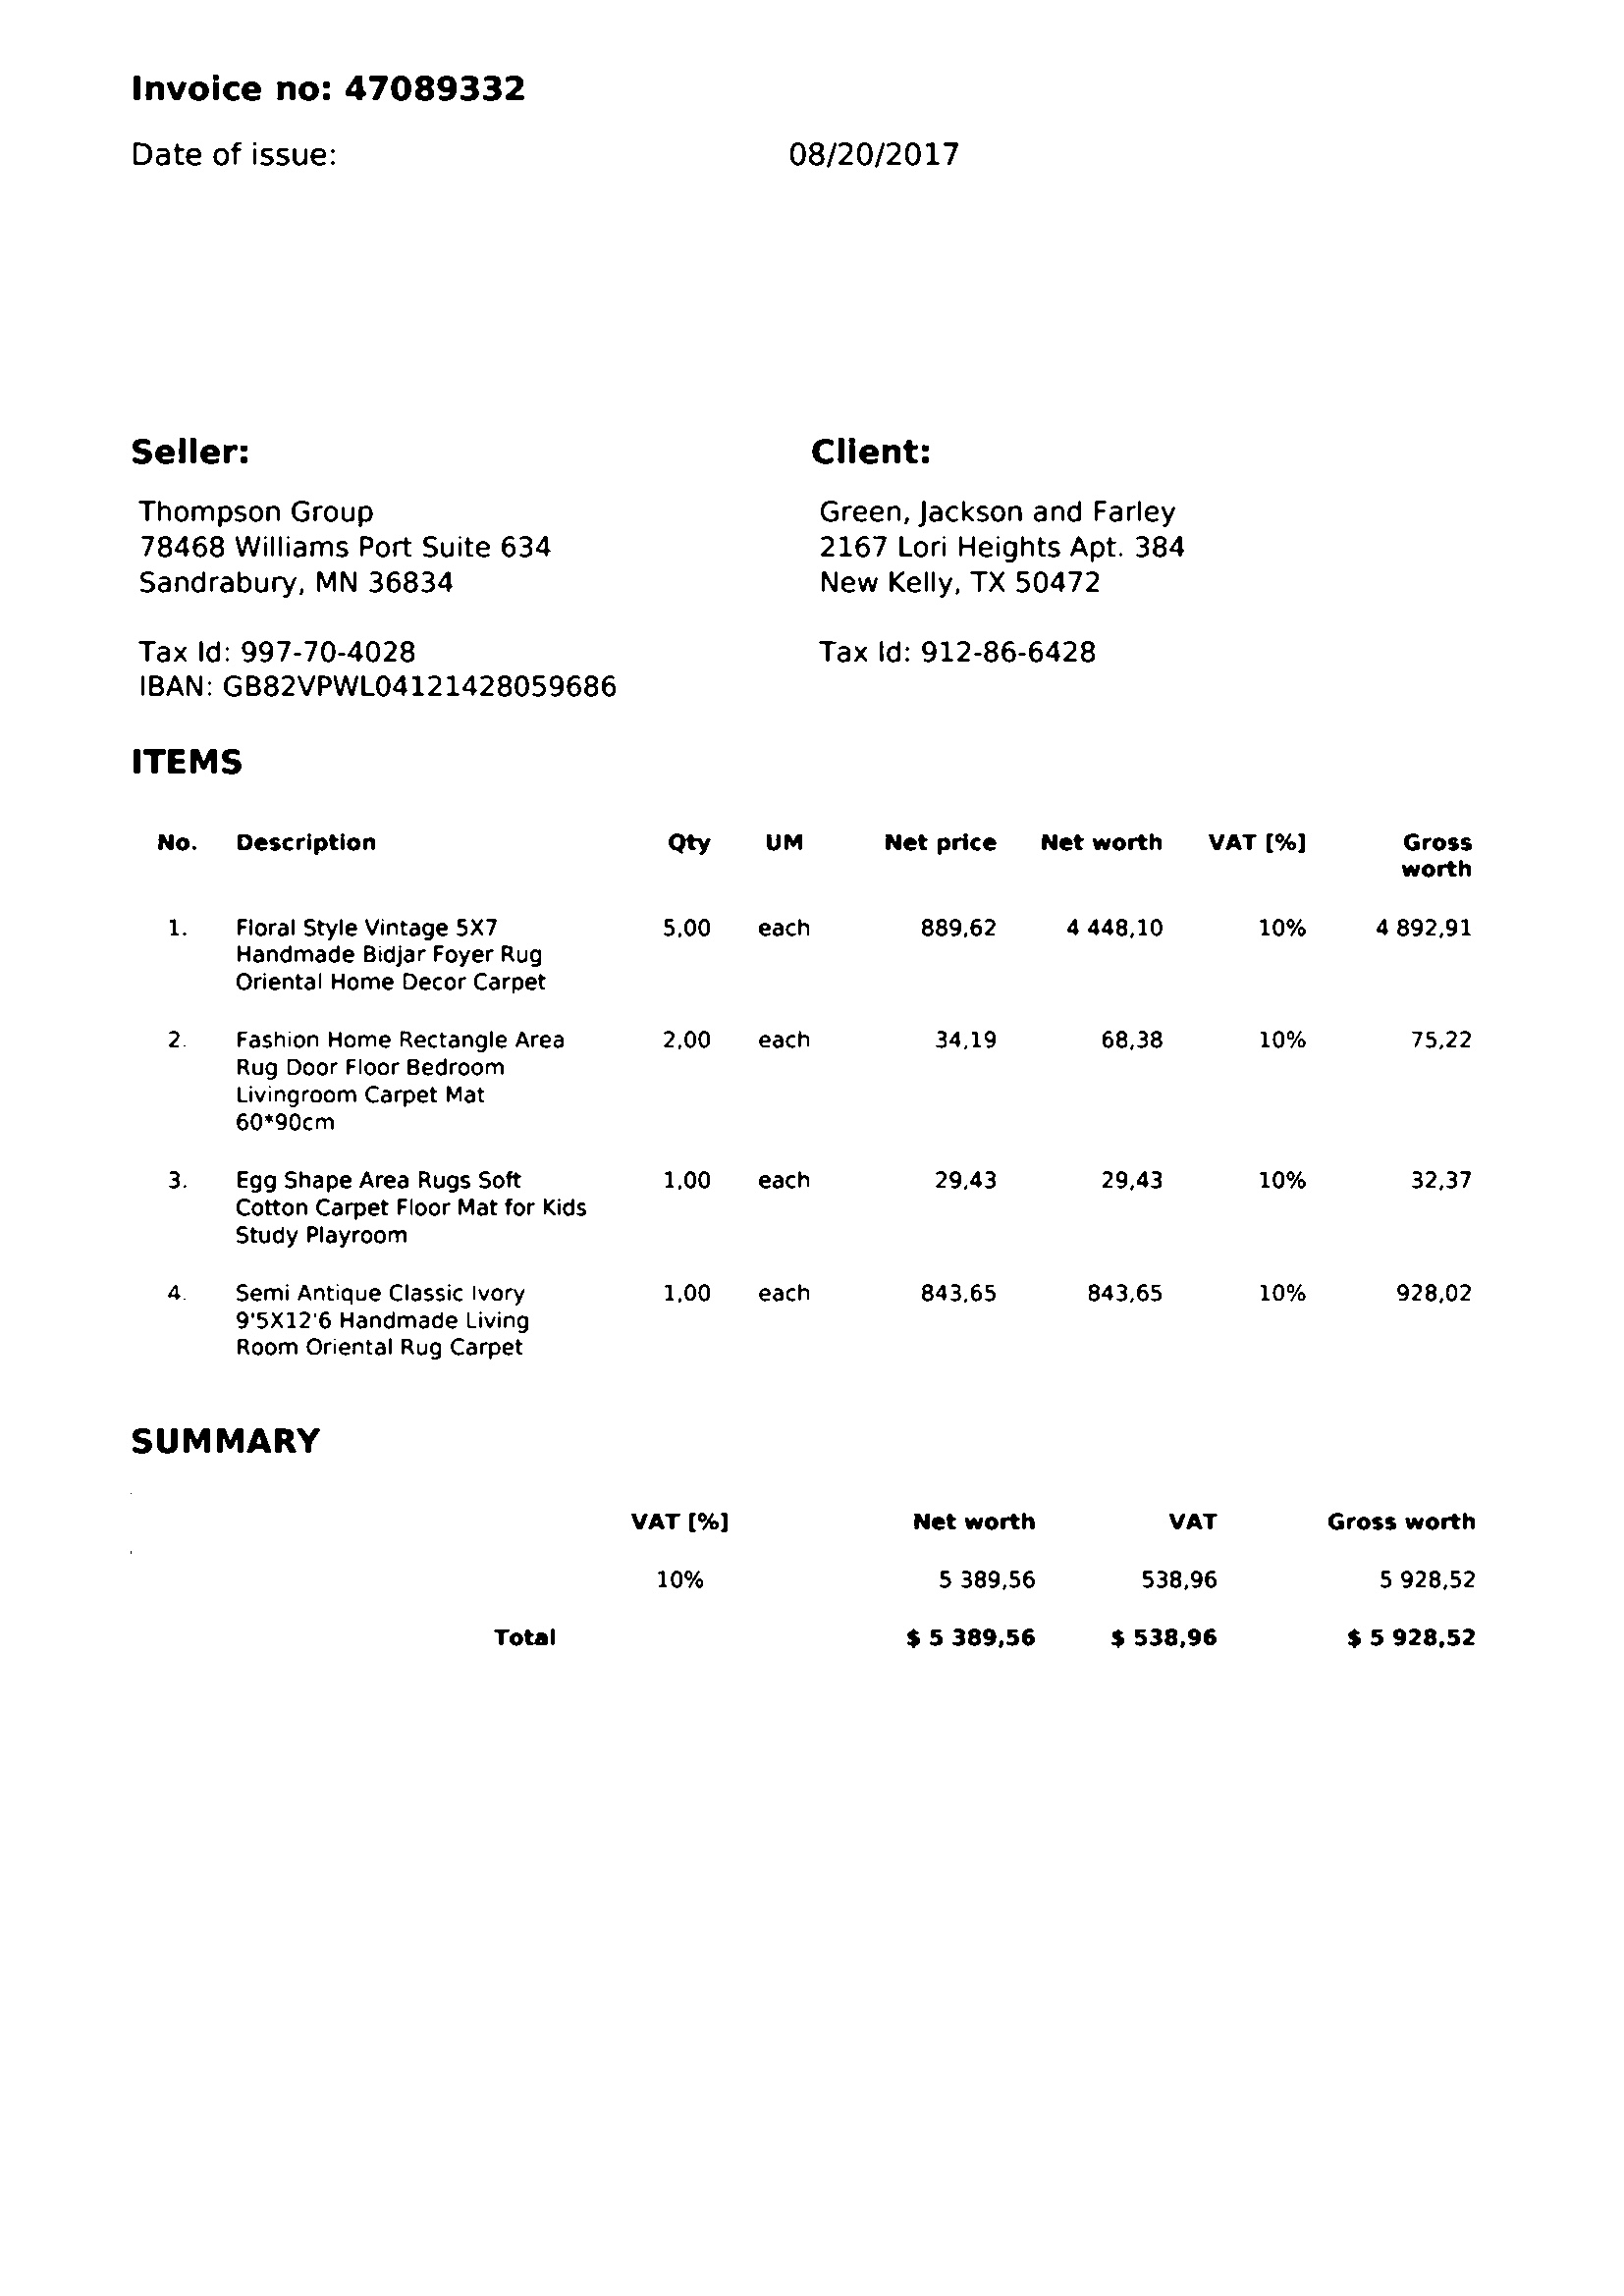 Invoice no: 47089332
Date of issue: 08/20/2017
Seller:
Thompson Group
78468 Williams Port Suite 634
Sandrabury, MN 36834
Tax Id: 997-70-4028
IBAN: GB82VPWL04121428059686
Client:
Green, Jackson and Farley
2167 Lori Heights Apt. 384
New Kelly, TX 50472
Tax Id: 912-86-6428
ITEMS
No. Description Qty UM Net price Net worth VAT [%] Gross
worth
1. Floral Style Vintage 5X7 5,00 each 889,62 4 448,10 10% 4 892,91
Handmade Bidjar Foyer Rug
Oriental Home Decor Carpet
2. Fashion Home Rectangle Area 2,00 each 34,19 68,38 10% 75,22
Rug Door Floor Bedroom
Livingroom Carpet Mat
60*90cm
3. Egg Shape Area Rugs Soft 1,00 each 29,43 29,43 10% 32,37
Cotton Carpet Floor Mat for Kids
Study Playroom
4. Semi Antique Classic Ivory 1,00 each 843,65 843,65 10% 928,02
9'5X12'6 Handmade Living
Room Oriental Rug Carpet
SUMMARY
VAT [%] Net worth VAT Gross worth
10% 5 389,56 538,96 5 928,52
Total $ 5 389,56 $ 538,96 $ 5 928,52